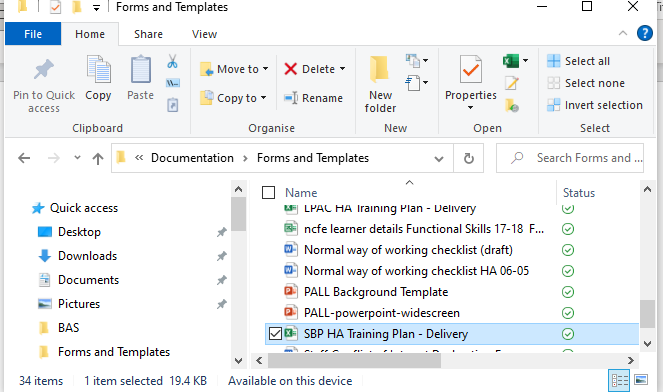 Forms and Templates
File
Home
Share
View
Pin to Quick access
Copy
Paste
Move to
Copy to
Delete
Rename
New folder
Properties
Select all
Select none
Invert selection
Clipboard
Organise
New
Open
Select
« Documentation > Forms and Templates
Search Forms and ...
Quick access
Desktop
Downloads
Documents
Pictures
BAS
Forms and Templates
Name
Status
LPAC HA Training Plan - Delivery
ncfe learner details Functional Skills 17-18 F...
Normal way of working checklist (draft)
Normal way of working checklist HA 06-05
PALL Background Template
PALL-powerpoint-widescreen
SBP HA Training Plan - Delivery
Staff Conflict of Interest Declaration F
34 items
1 item selected 19.4 KB
Available on this device